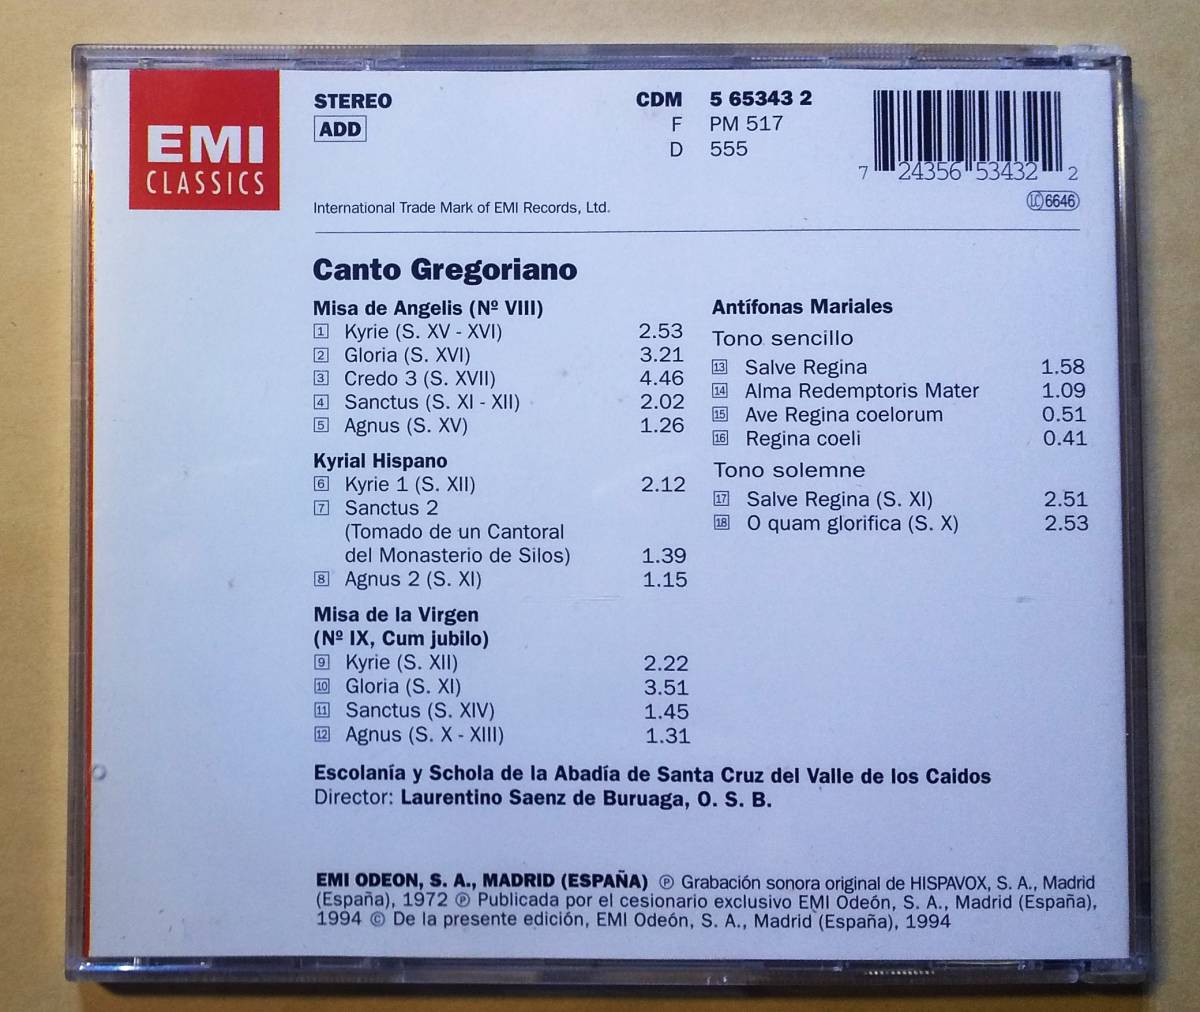 EMI
CLASSICS
STEREO
ADD
CDM 5 65343 2
F PM 517
D 555
7 24356 53432 2
LC 6646
International Trade Mark of EMI Records, Ltd.
Canto Gregoriano
Misa de Angelis (Nº VIII)
1 Kyrie (S. XV - XVI) 2.53
2 Gloria (S. XVI) 3.21
3 Credo 3 (S. XVII) 4.46
4 Sanctus (S. XI - XII) 2.02
5 Agnus (S. XV) 1.26
Kyrial Hispano
6 Kyrie 1 (S. XII) 2.12
7 Sanctus 2
(Tomado de un Cantoral
del Monasterio de Silos) 1.39
8 Agnus 2 (S. XI) 1.15
Misa de la Virgen
(Nº IX, Cum jubilo)
9 Kyrie (S. XII) 2.22
10 Gloria (S. XI) 3.51
11 Sanctus (S. XIV) 1.45
12 Agnus (S. X - XIII) 1.31
Antífonas Mariales
Tono sencillo
13 Salve Regina 1.58
14 Alma Redemptoris Mater 1.09
15 Ave Regina coelorum 0.51
16 Regina coeli 0.41
Tono solemne
17 Salve Regina (S. XI) 2.51
18 O quam glorifica (S. X) 2.53
Escolanía y Schola de la Abadía de Santa Cruz del Valle de los Caidos
Director: Laurentino Saenz de Buruaga, O. S. B.
EMI ODEON, S. A., MADRID (ESPAÑA) ℗ Grabación sonora original de HISPAVOX, S. A., Madrid
(España), 1972 ℗ Publicada por el cesionario exclusivo EMI Odeón, S. A., Madrid (España),
1994 © De la presente edición, EMI Odeón, S. A., Madrid (España), 1994